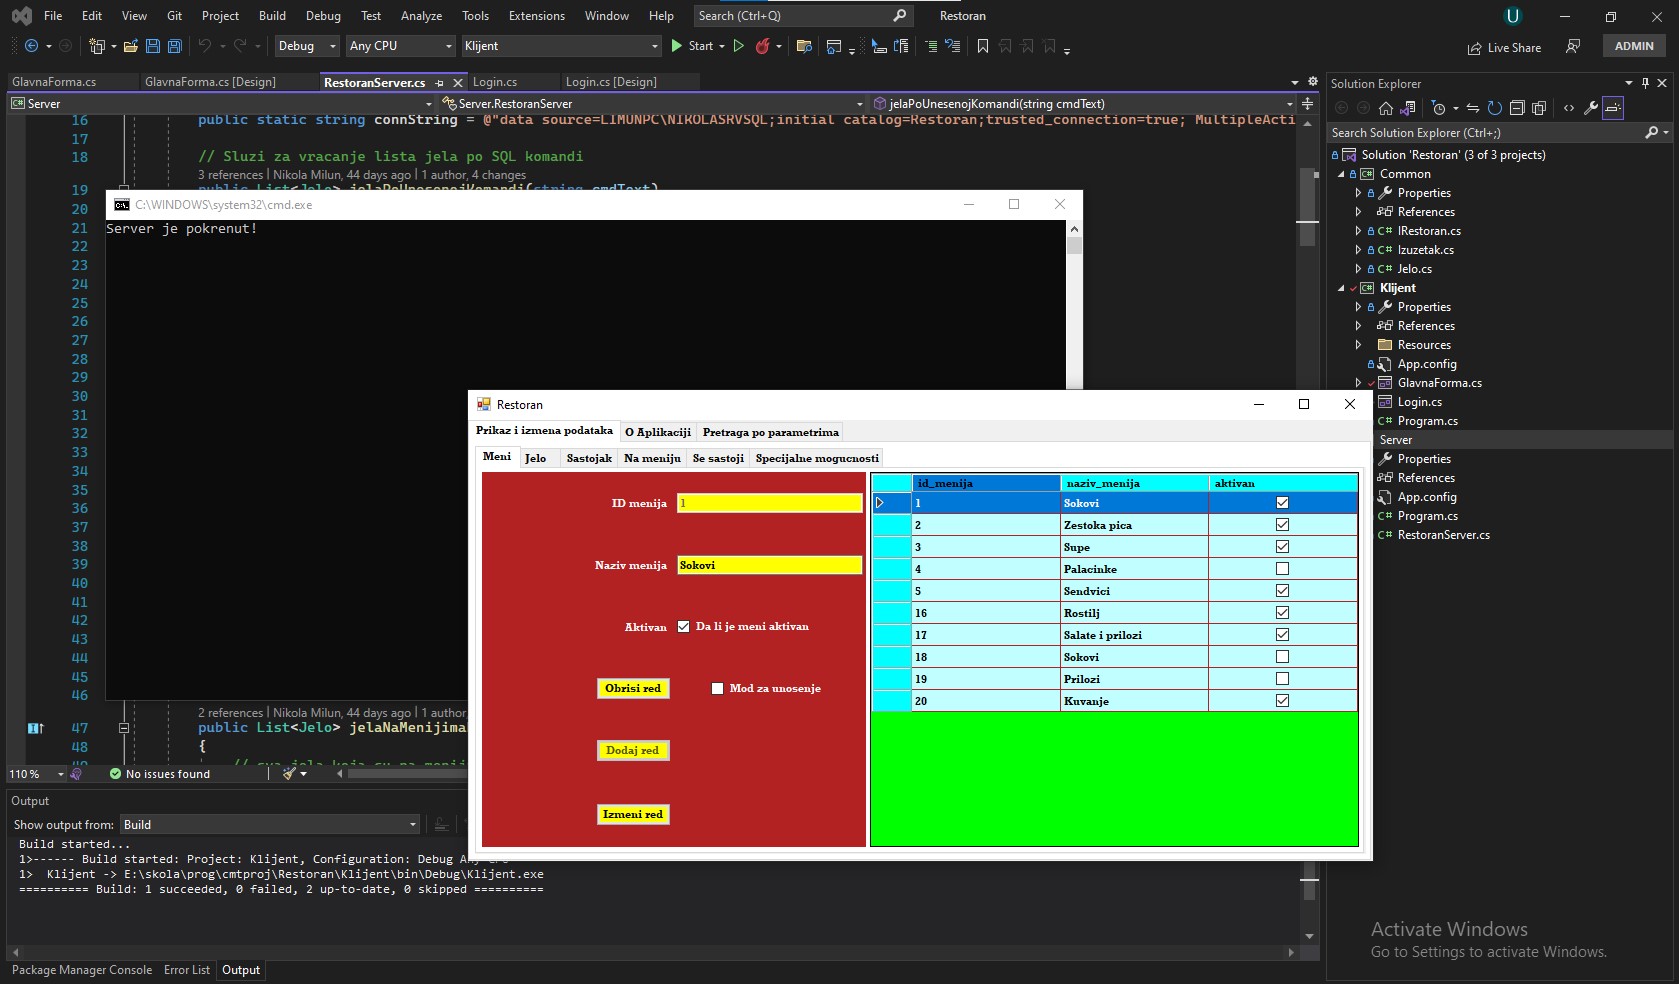 File Edit View Git Project Build Debug Test Analyze Tools Extensions Window Help Search (Ctrl+Q) Restoran U
Debug Any CPU Klijent Start Live Share ADMIN
GlavnaForma.cs GlavnaForma.cs [Design] RestoranServer.cs Login.cs Login.cs [Design]
Server Server.RestoranServer jelaPoUnesenojKomandi(string cmdText)
16 public static string connString = @"data source=LIMUNPC\NIKOLASRVSQL;initial catalog=Restoran;trusted_connection=true; MultipleActi
17
18 // Sluzi za vracanje lista jela po SQL komandi
3 references | Nikola Milun, 44 days ago | 1 author, 4 changes
19 public List<Jelo> jelaPoUnesenojKomandi(string cmdText)
20
21
22
23
24
25
26
27
28
29
30
31
32
33
34
35
36
37
38
39
40
41
42
43
44
45
46
C:\WINDOWS\system32\cmd.exe
Server je pokrenut!
2 references | Nikola Milun, 44 days ago | 1 author,
47 public List<Jelo> jelaNaMenijima
48 {
49 // sva jela koja su na meniji
110 % No issues found
Output
Show output from: Build
Build started...
1>------ Build started: Project: Klijent, Configuration: Debug Any CPU
1> Klijent -> E:\skola\prog\cmtproj\Restoran\Klijent\bin\Debug\Klijent.exe
========== Build: 1 succeeded, 0 failed, 2 up-to-date, 0 skipped ==========
Package Manager Console Error List Output
Restoran
Prikaz i izmena podataka O Aplikaciji Pretraga po parametrima
Meni Jelo Sastojak Na meniju Se sastoji Specijalne mogucnosti
ID menija 1
Naziv menija Sokovi
Aktivan Da li je meni aktivan
Obrisi red Mod za unosenje
Dodaj red
Izmeni red
id_menija naziv_menija aktivan
1 Sokovi
2 Zestoka pica
3 Supe
4 Palacinke
5 Sendvici
16 Rostilj
17 Salate i prilozi
18 Sokovi
19 Prilozi
20 Kuvanje
Solution Explorer
Search Solution Explorer (Ctrl+;)
Solution 'Restoran' (3 of 3 projects)
C# Common
Properties
References
C# IRestoran.cs
C# Izuzetak.cs
C# Jelo.cs
C# Klijent
Properties
References
Resources
App.config
GlavnaForma.cs
Login.cs
C# Program.cs
Server
Properties
References
App.config
C# Program.cs
C# RestoranServer.cs
Activate Windows
Go to Settings to activate Windows.